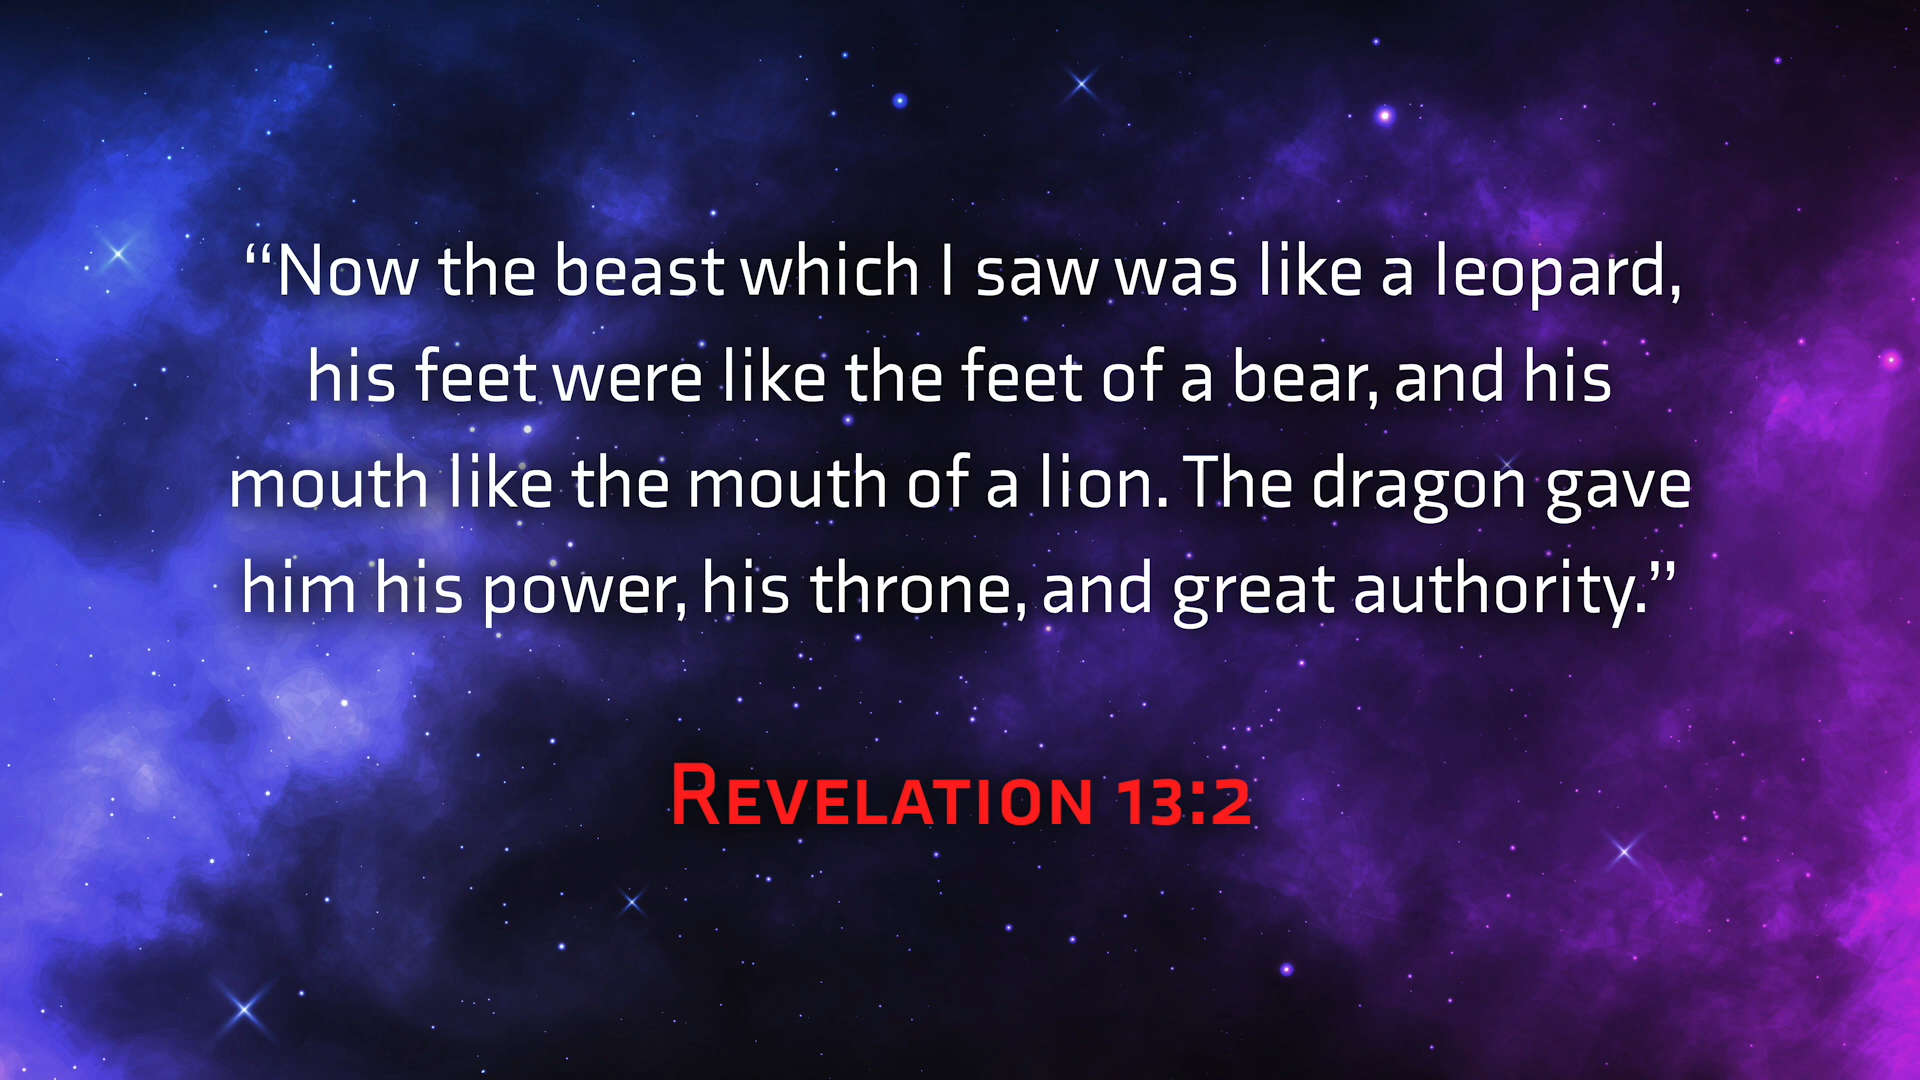 “Now the beast which I saw was like a leopard,
his feet were like the feet of a bear, and his
mouth like the mouth of a lion. The dragon gave
him his power, his throne, and great authority.”
Revelation 13:2